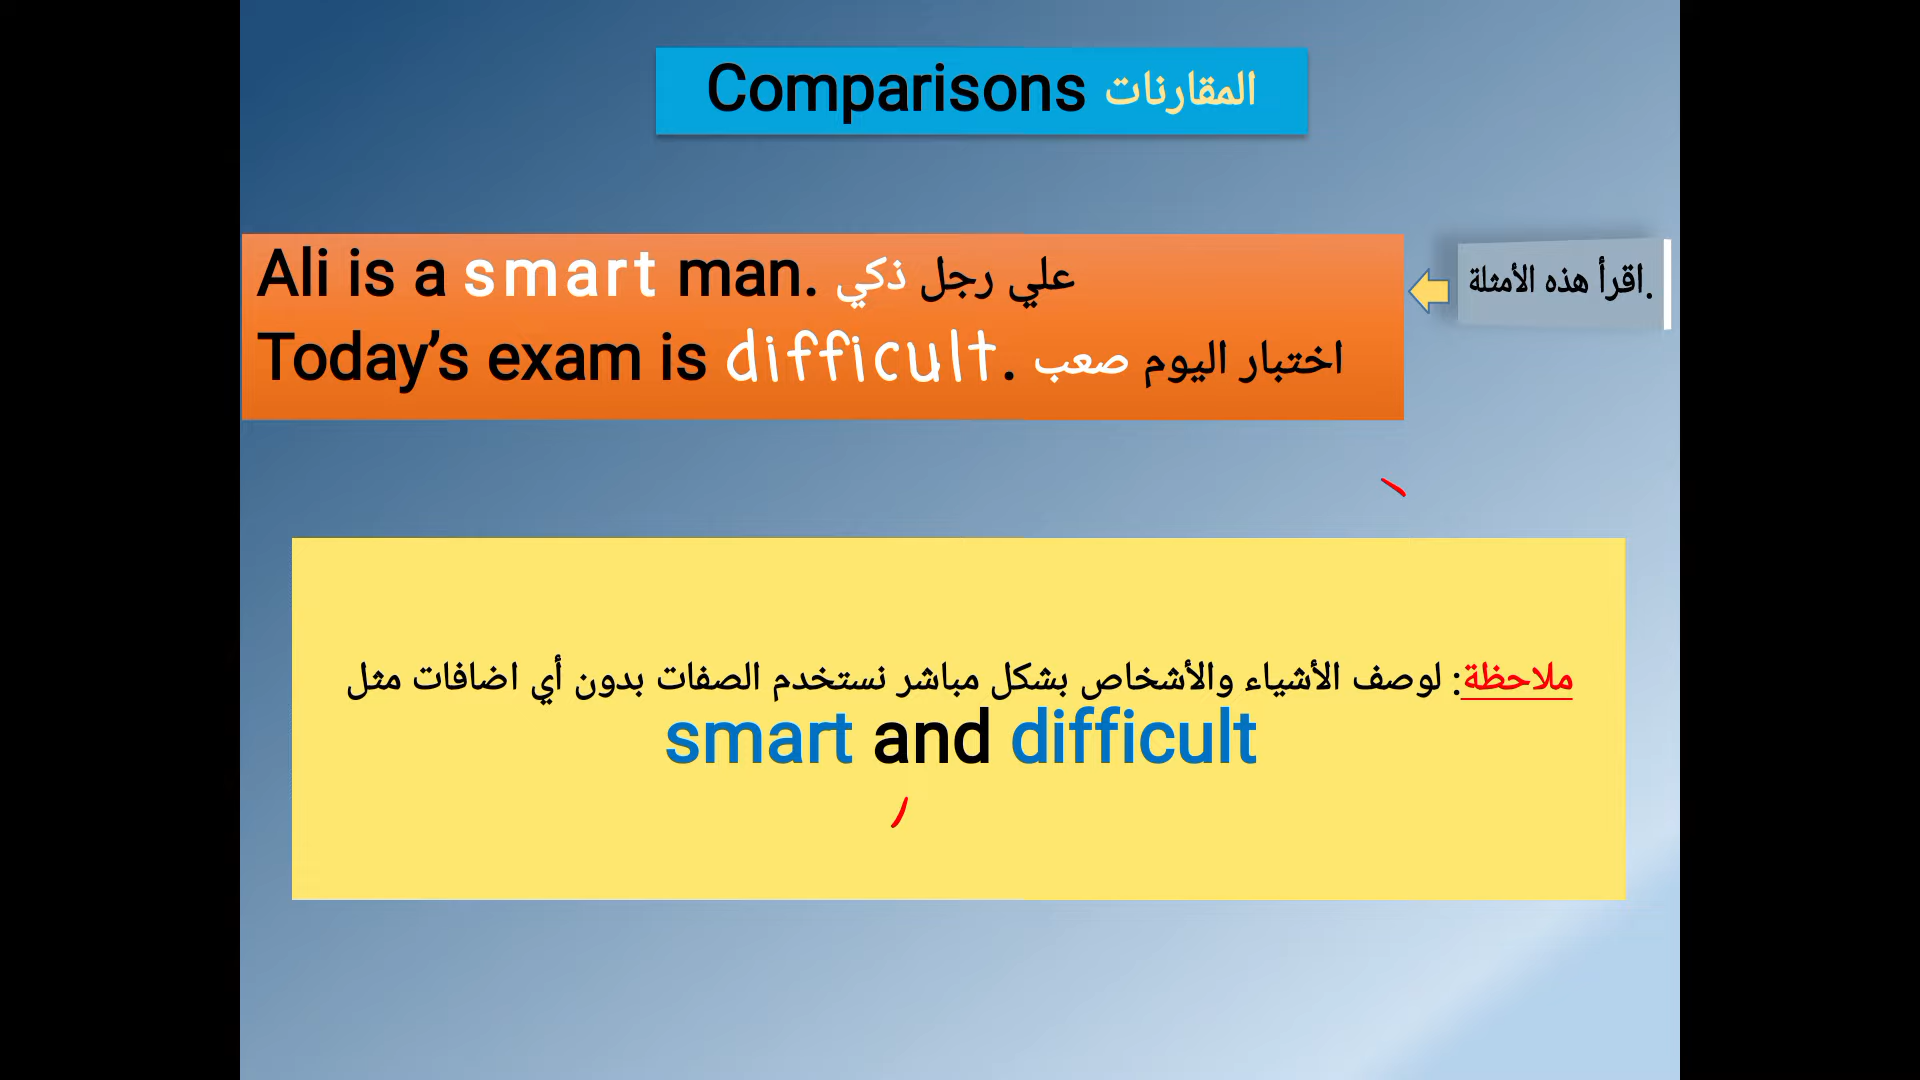 Comparisons المقارنات
Ali is a smart man. علي رجل ذكي
Today’s exam is difficult. اختبار اليوم صعب
اقرأ هذه الأمثلة.
ملاحظة: لوصف الأشياء والأشخاص بشكل مباشر نستخدم الصفات بدون أي اضافات مثل
smart and difficult